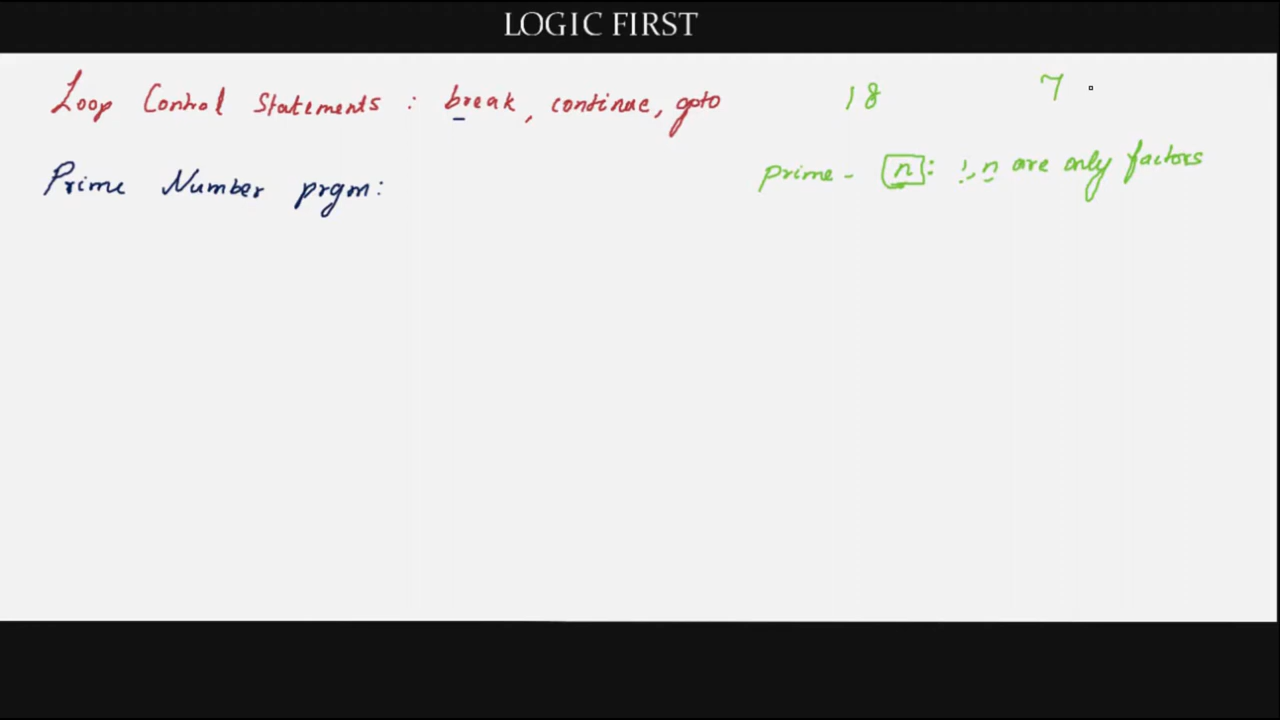 LOGIC FIRST
Loop Control Statements : break, continue, goto
18 7
Prime Number prgm:
prime - n : 1, n are only factors